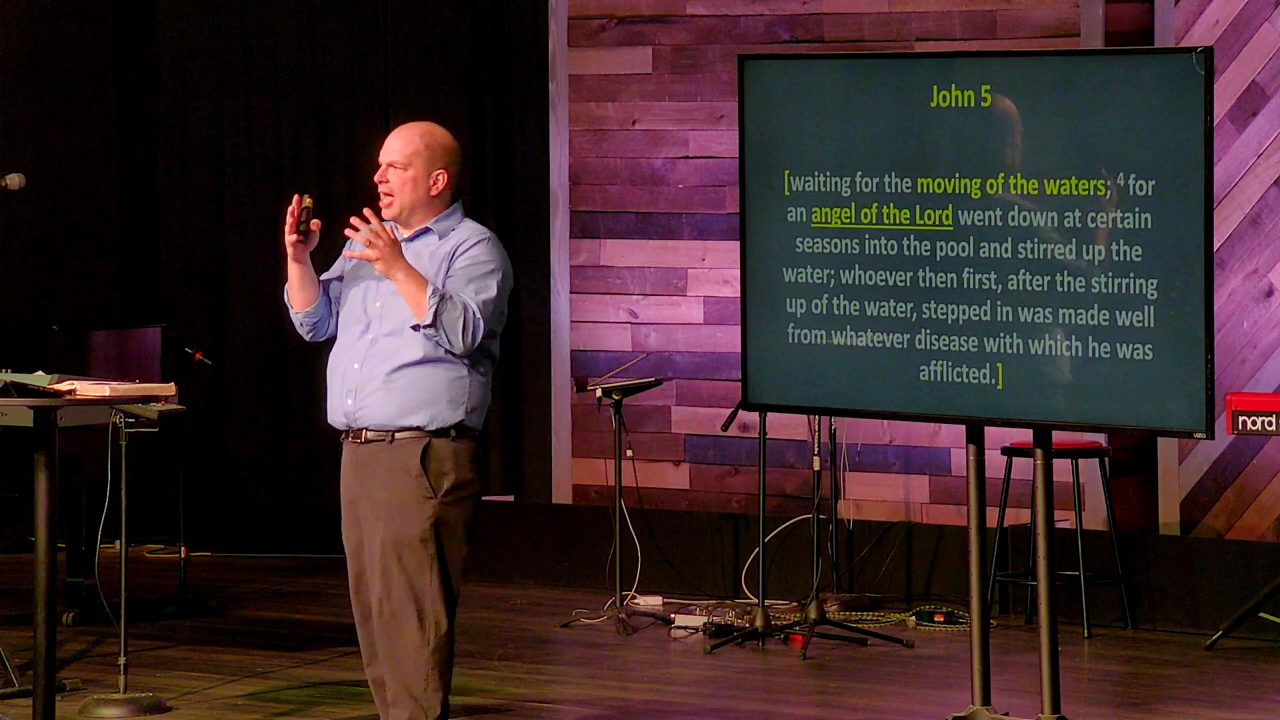 John 5
[waiting for the moving of the waters; ⁴ for
an angel of the Lord went down at certain
seasons into the pool and stirred up the
water; whoever then first, after the stirring
up of the water, stepped in was made well
from whatever disease with which he was
afflicted.]
VIZIO
nord